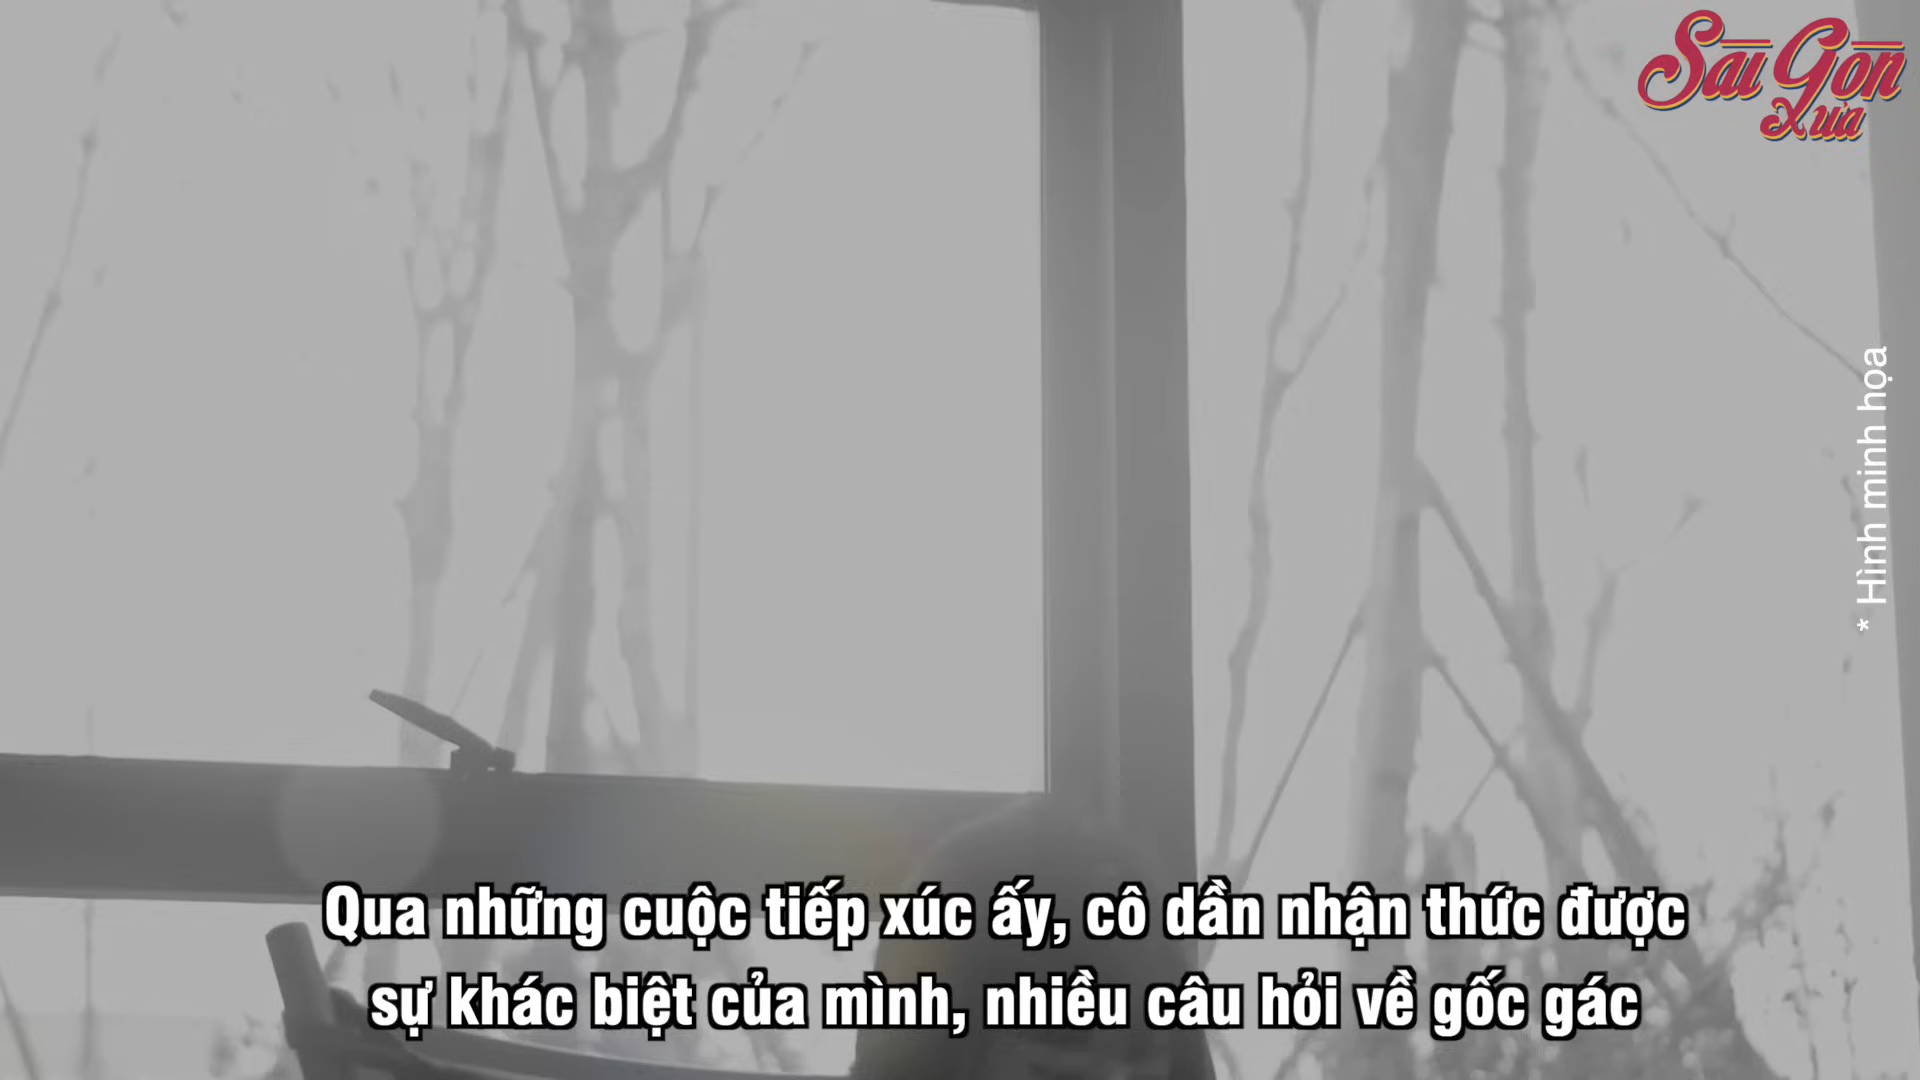 Sài Gòn
Xưa
* Hình minh họa
Qua những cuộc tiếp xúc ấy, cô dần nhận thức được
sự khác biệt của mình, nhiều câu hỏi về gốc gác